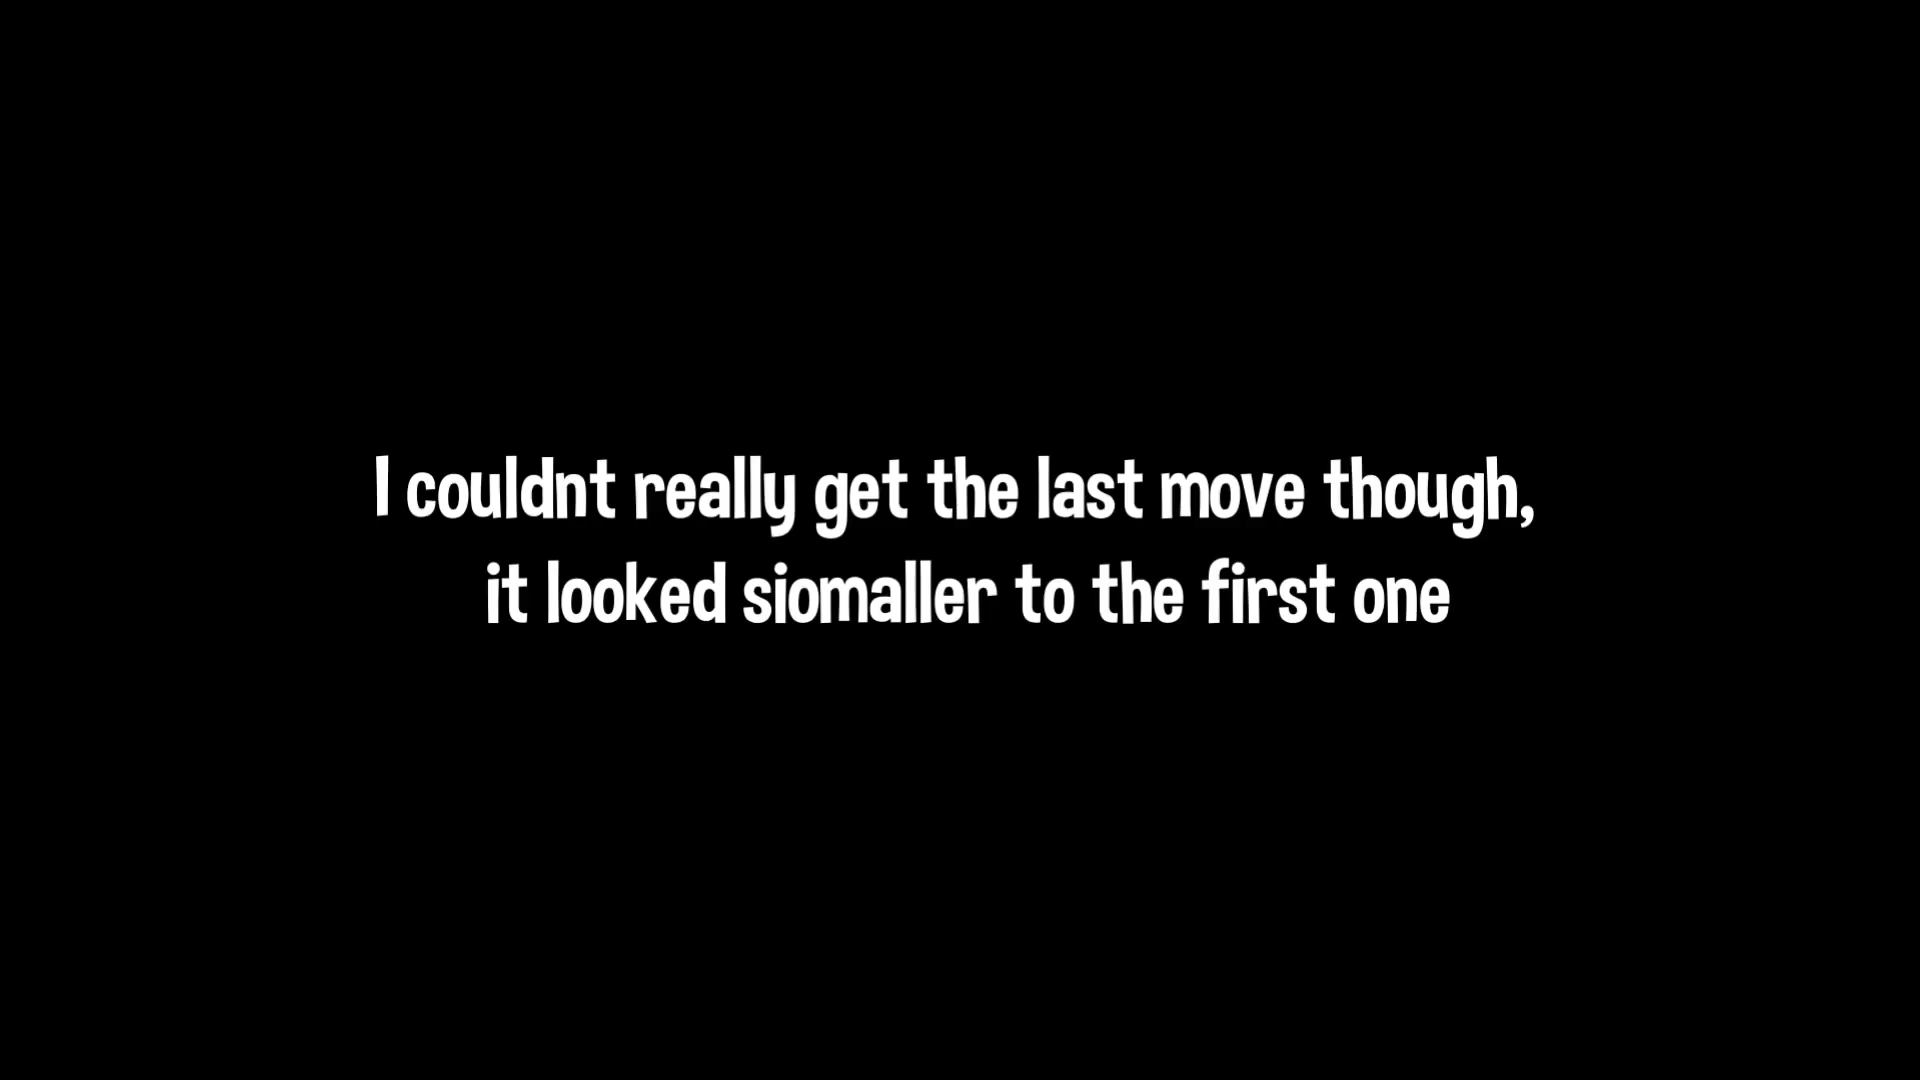 I couldnt really get the last move though,
it looked siomaller to the first one